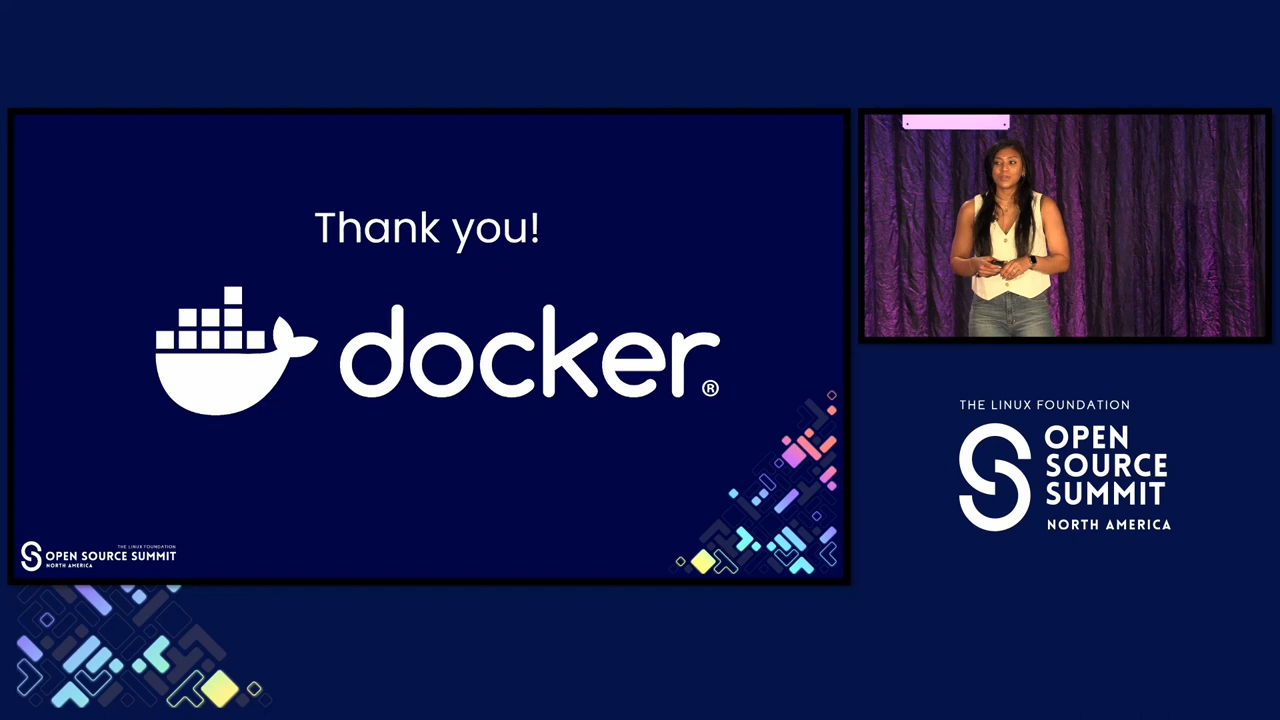 Thank you!
docker®
THE LINUX FOUNDATION
OPEN SOURCE SUMMIT
NORTH AMERICA
THE LINUX FOUNDATION
OPEN
SOURCE
SUMMIT
NORTH AMERICA